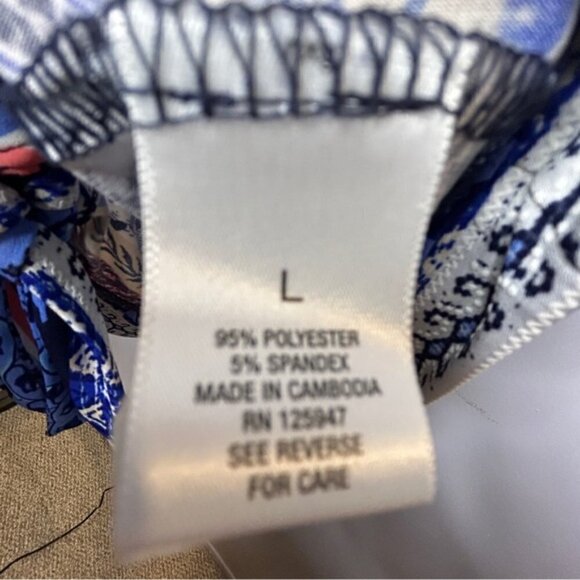 L
95% POLYESTER
5% SPANDEX
MADE IN CAMBODIA
RN 125947
SEE REVERSE
FOR CARE